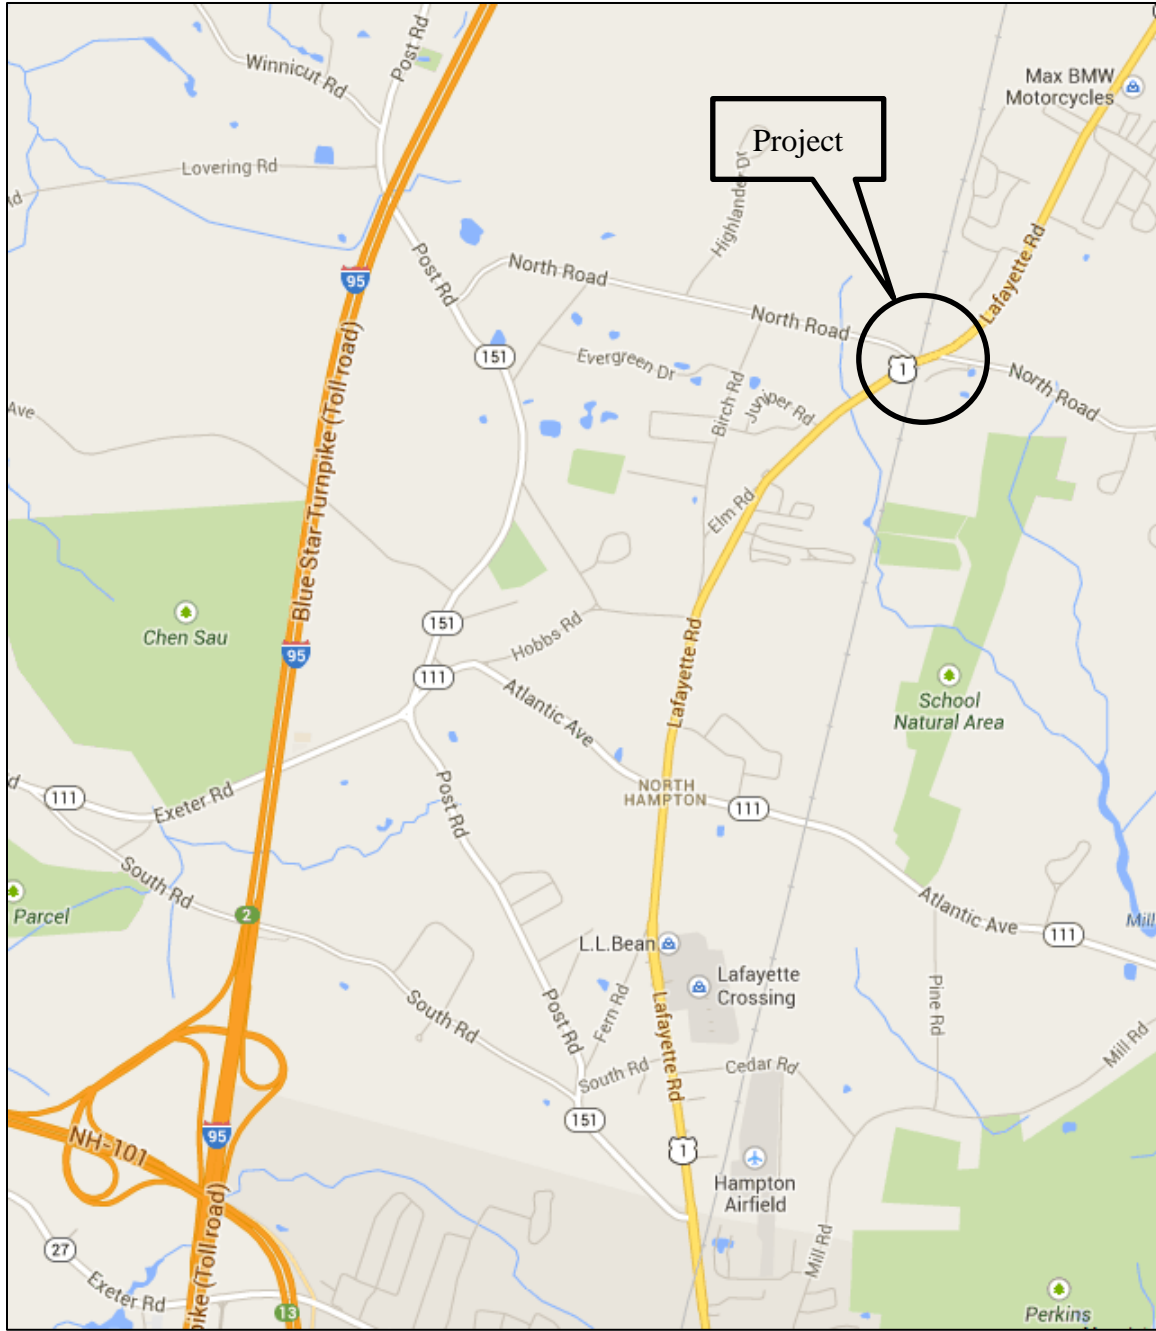 Post Rd
Winnicut Rd
Max BMW
Motorcycles
Project
Lovering Rd
Highlander Dr
Lafayette Rd
Post Rd
North Road
95
North Road
151
Evergreen Dr
1
North Road
Ave
Birch Rd
Juniper Rd
Blue Star Turnpike (Toll road)
Elm Rd
Chen Sau
151
Hobbs Rd
95
111
Lafayette Rd
Atlantic Ave
School
Natural Area
NORTH
HAMPTON
111
111
Exeter Rd
Post Rd
South Rd
Parcel
2
Atlantic Ave
111
Mill
L.L.Bean
Lafayette
Crossing
Pine Rd
South Rd
Post Rd
Fern Rd
Lafayette Rd
Mill Rd
South Rd
Cedar Rd
151
95
NH-101
1
Hampton
Airfield
Mill Rd
27
Exeter Rd
pike (Toll road)
13
Perkins